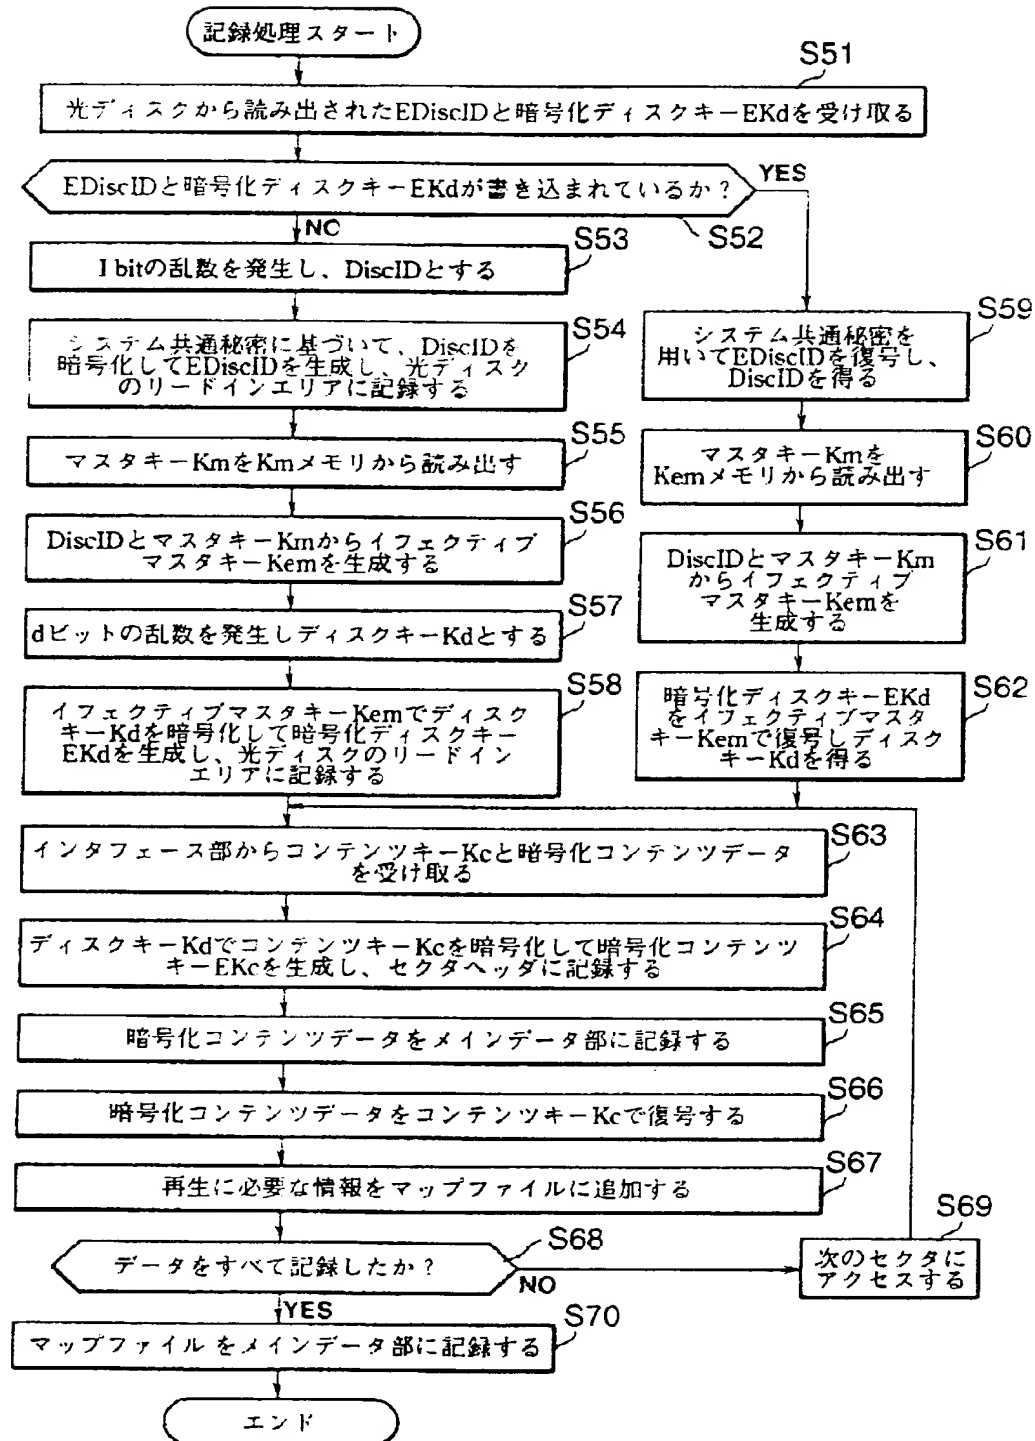 記録処理スタート
S51
光ディスクから読み出されたEDiscIDと暗号化ディスクキーEKdを受け取る
EDiscIDと暗号化ディスクキーEKdが書き込まれているか？
YES
S52
NO
S53
I bitの乱数を発生し、DiscIDとする
S54
システム共通秘密に基づいて、DiscIDを
暗号化してEDiscIDを生成し、光ディスク
のリードインエリアに記録する
S55
マスタキーKmをKmメモリから読み出す
S56
DiscIDとマスタキーKmからイフェクティブ
マスタキーKemを生成する
S57
dビットの乱数を発生しディスクキーKdとする
S58
イフェクティブマスタキーKemでディスク
キーKdを暗号化して暗号化ディスクキー
EKdを生成し、光ディスクのリードイン
エリアに記録する
S59
システム共通秘密を
用いてEDiscIDを復号し、
DiscIDを得る
S60
マスタキーKmを
Kemメモリから読み出す
S61
DiscIDとマスタキーKm
からイフェクティブ
マスタキーKemを
生成する
S62
暗号化ディスクキーEKd
をイフェクティブマスタ
キーKemで復号しディスク
キーKdを得る
S63
インタフェース部からコンテンツキーKcと暗号化コンテンツデータ
を受け取る
S64
ディスクキーKdでコンテンツキーKcを暗号化して暗号化コンテンツ
キーEKcを生成し、セクタヘッダに記録する
S65
暗号化コンテンツデータをメインデータ部に記録する
S66
暗号化コンテンツデータをコンテンツキーKcで復号する
S67
再生に必要な情報をマップファイルに追加する
S68
データをすべて記録したか？
NO
S69
次のセクタに
アクセスする
YES
S70
マップファイルをメインデータ部に記録する
エンド